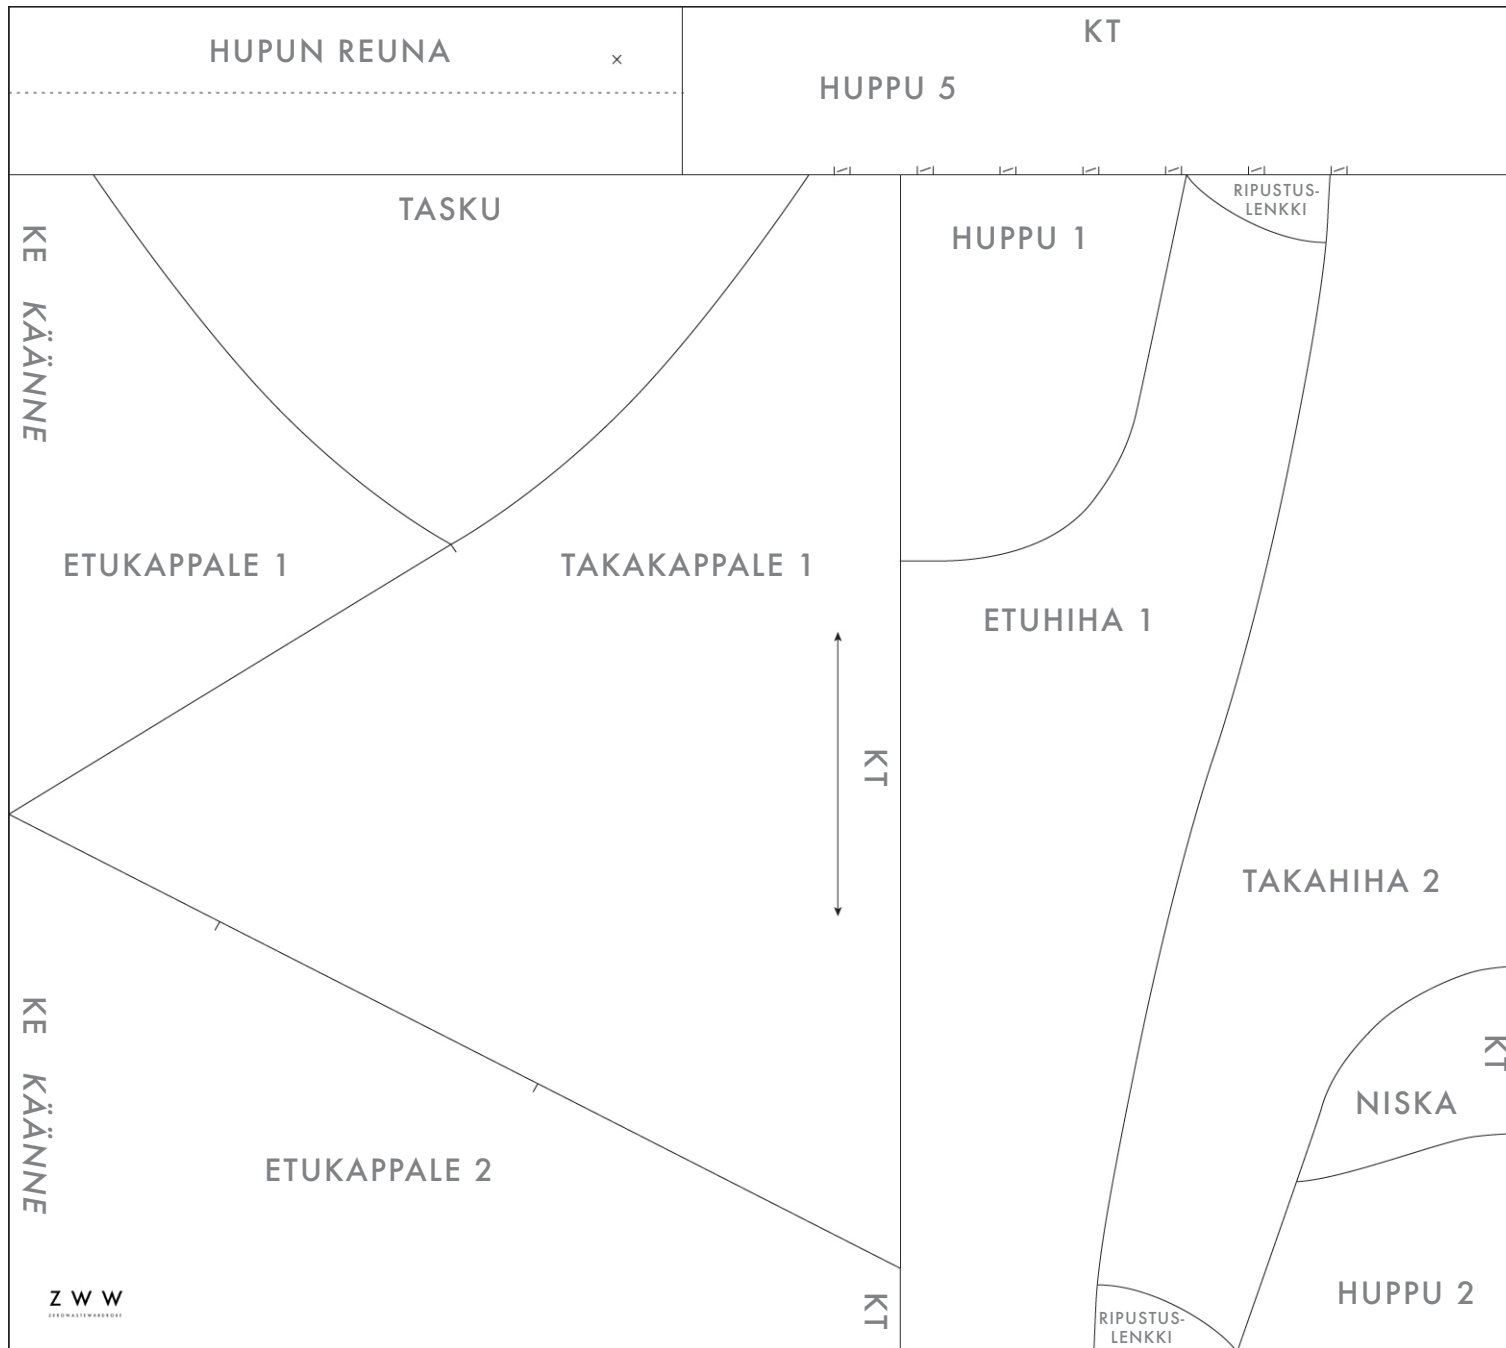 KT
HUPUN REUNA
x
HUPPU 5
RIPUSTUS-
LENKKI
TASKU
HUPPU 1
KE KÄÄNNE
ETUKAPPALE 1
TAKAKAPPALE 1
ETUHIHA 1
KT
TAKAHIHA 2
KE KÄÄNNE
KT
NISKA
ETUKAPPALE 2
HUPPU 2
Z W W
ZEROWASTEWARDROBE
KT
RIPUSTUS-
LENKKI